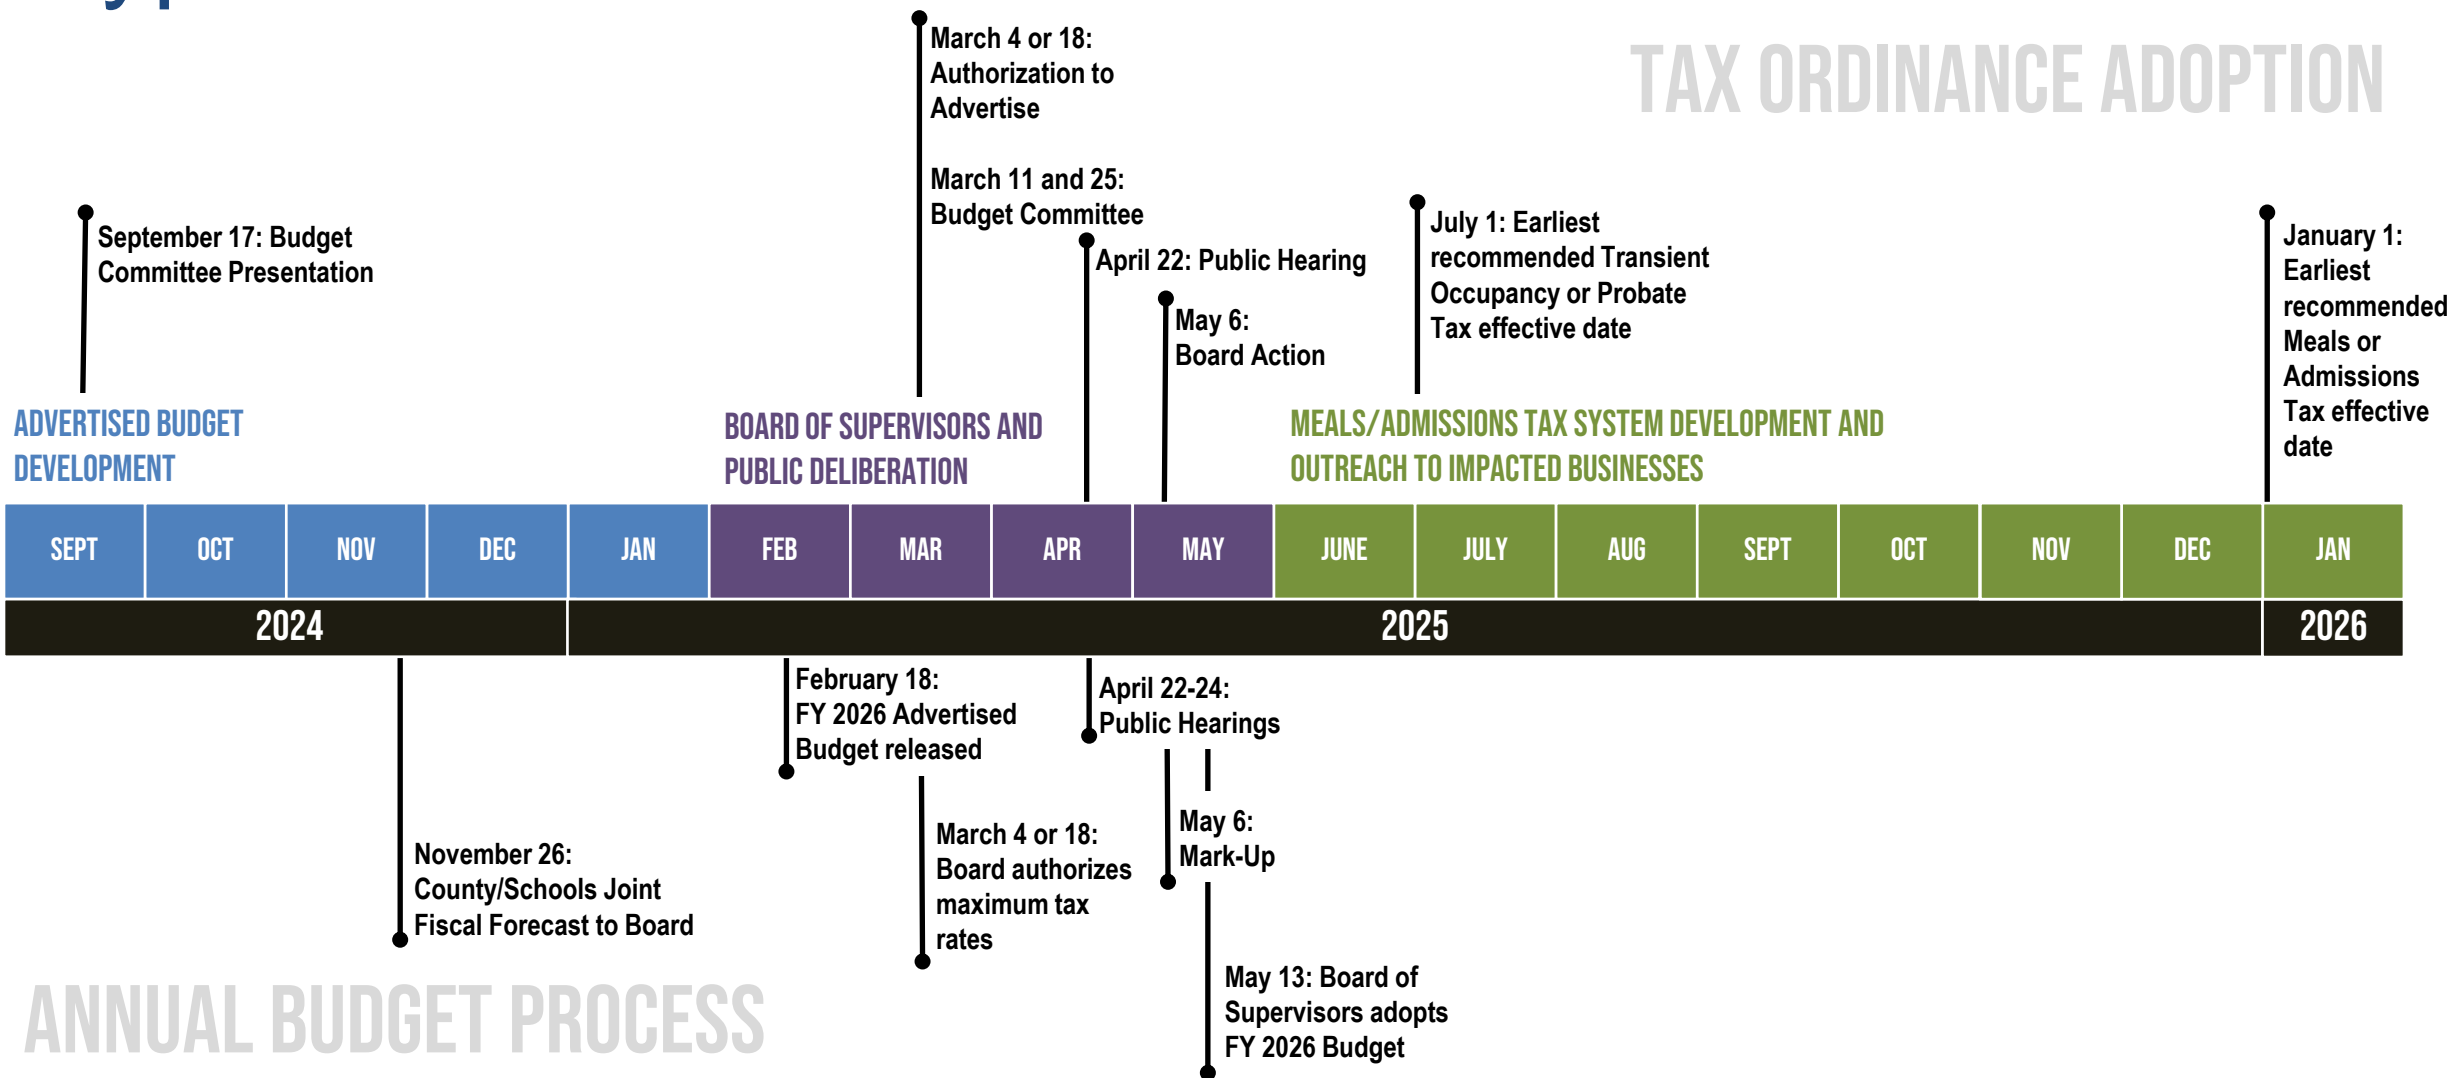 March 4 or 18:
Authorization to
Advertise
TAX ORDINANCE ADOPTION
March 11 and 25:
Budget Committee
September 17: Budget
Committee Presentation
April 22: Public Hearing
May 6:
Board Action
July 1: Earliest
recommended Transient
Occupancy or Probate
Tax effective date
January 1:
Earliest
recommended
Meals or
Admissions
Tax effective
date
ADVERTISED BUDGET
DEVELOPMENT
BOARD OF SUPERVISORS AND
PUBLIC DELIBERATION
MEALS/ADMISSIONS TAX SYSTEM DEVELOPMENT AND
OUTREACH TO IMPACTED BUSINESSES
SEPT OCT NOV DEC JAN FEB MAR APR MAY JUNE JULY AUG SEPT OCT NOV DEC JAN
2024 2025 2026
February 18:
FY 2026 Advertised
Budget released
April 22-24:
Public Hearings
November 26:
County/Schools Joint
Fiscal Forecast to Board
March 4 or 18:
Board authorizes
maximum tax
rates
May 6:
Mark-Up
May 13: Board of
Supervisors adopts
FY 2026 Budget
ANNUAL BUDGET PROCESS